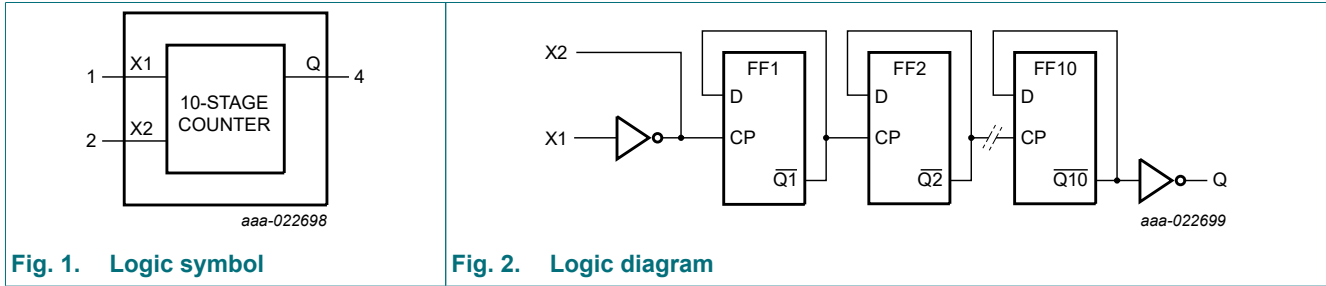 X1
Q
1
4
10-STAGE
COUNTER
X2
2
aaa-022698
Fig. 1. Logic symbol
X2
FF1
FF2
FF10
D
D
D
X1
CP
CP
CP
Q1
Q2
Q10
Q
aaa-022699
Fig. 2. Logic diagram